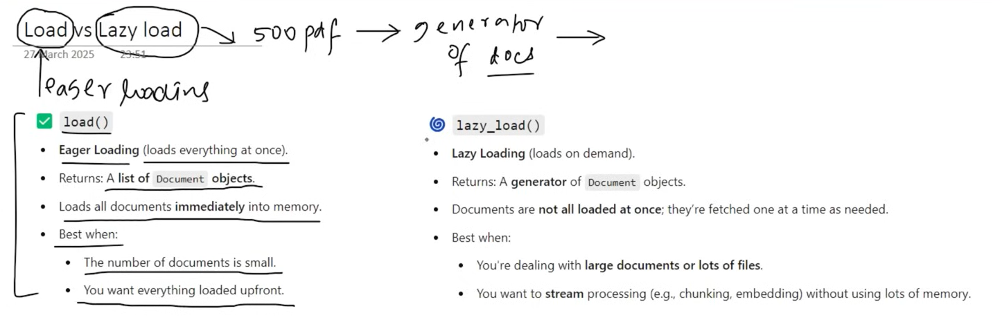 Load vs Lazy load
500 pdf → generator
of docs →
27 March 2025 23:51
eager loading
load()
• Eager Loading (loads everything at once).
• Returns: A list of Document objects.
• Loads all documents immediately into memory.
• Best when:
• The number of documents is small.
• You want everything loaded upfront.
lazy_load()
• Lazy Loading (loads on demand).
• Returns: A generator of Document objects.
• Documents are not all loaded at once; they're fetched one at a time as needed.
• Best when:
• You're dealing with large documents or lots of files.
• You want to stream processing (e.g., chunking, embedding) without using lots of memory.